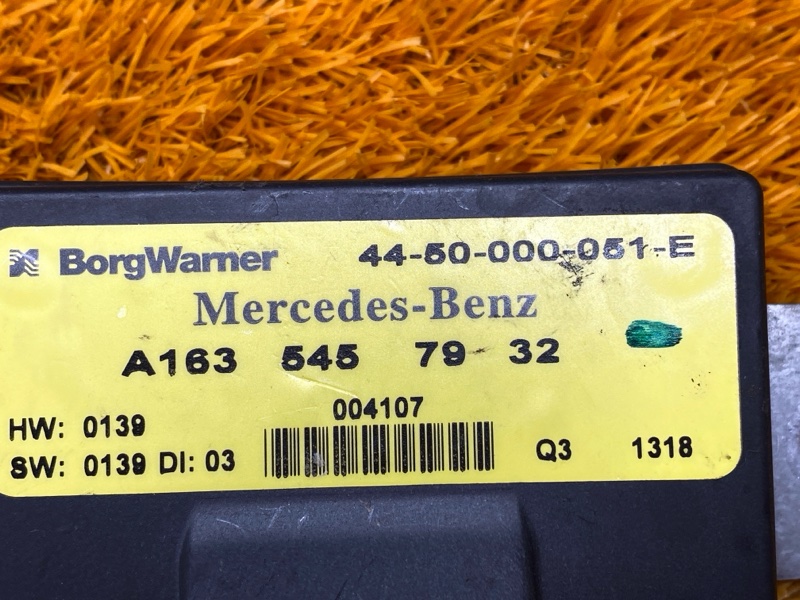 BorgWarner 44-50-000-051-E
Mercedes-Benz
A163 545 79 32
004107
HW: 0139
SW: 0139 DI: 03 Q3 1318